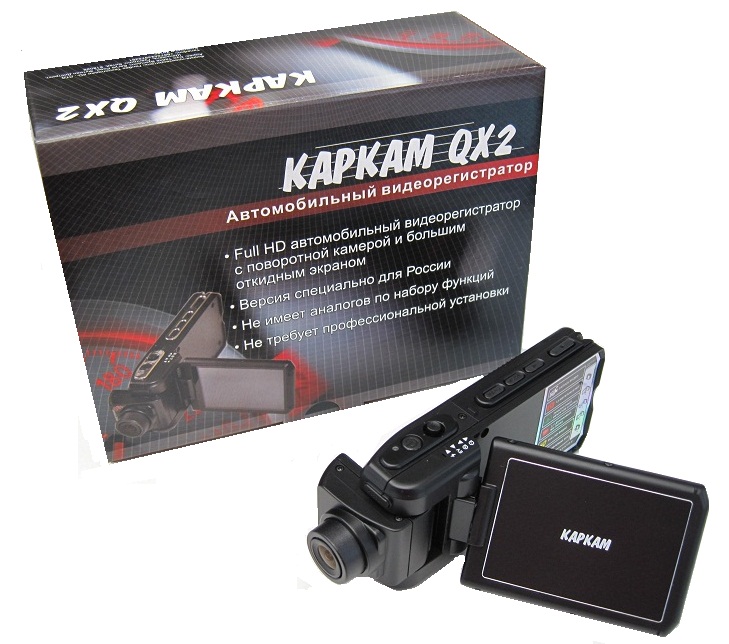 КАРКАМ QX2
КАРКАМ QX2
Автомобильный видеорегистратор
• Full HD автомобильный видеорегистратор
с поворотной камерой и большим
откидным экраном
• Версия специально для России
• Не имеет аналогов по набору функций
• Не требует профессиональной установки
КАРКАМ